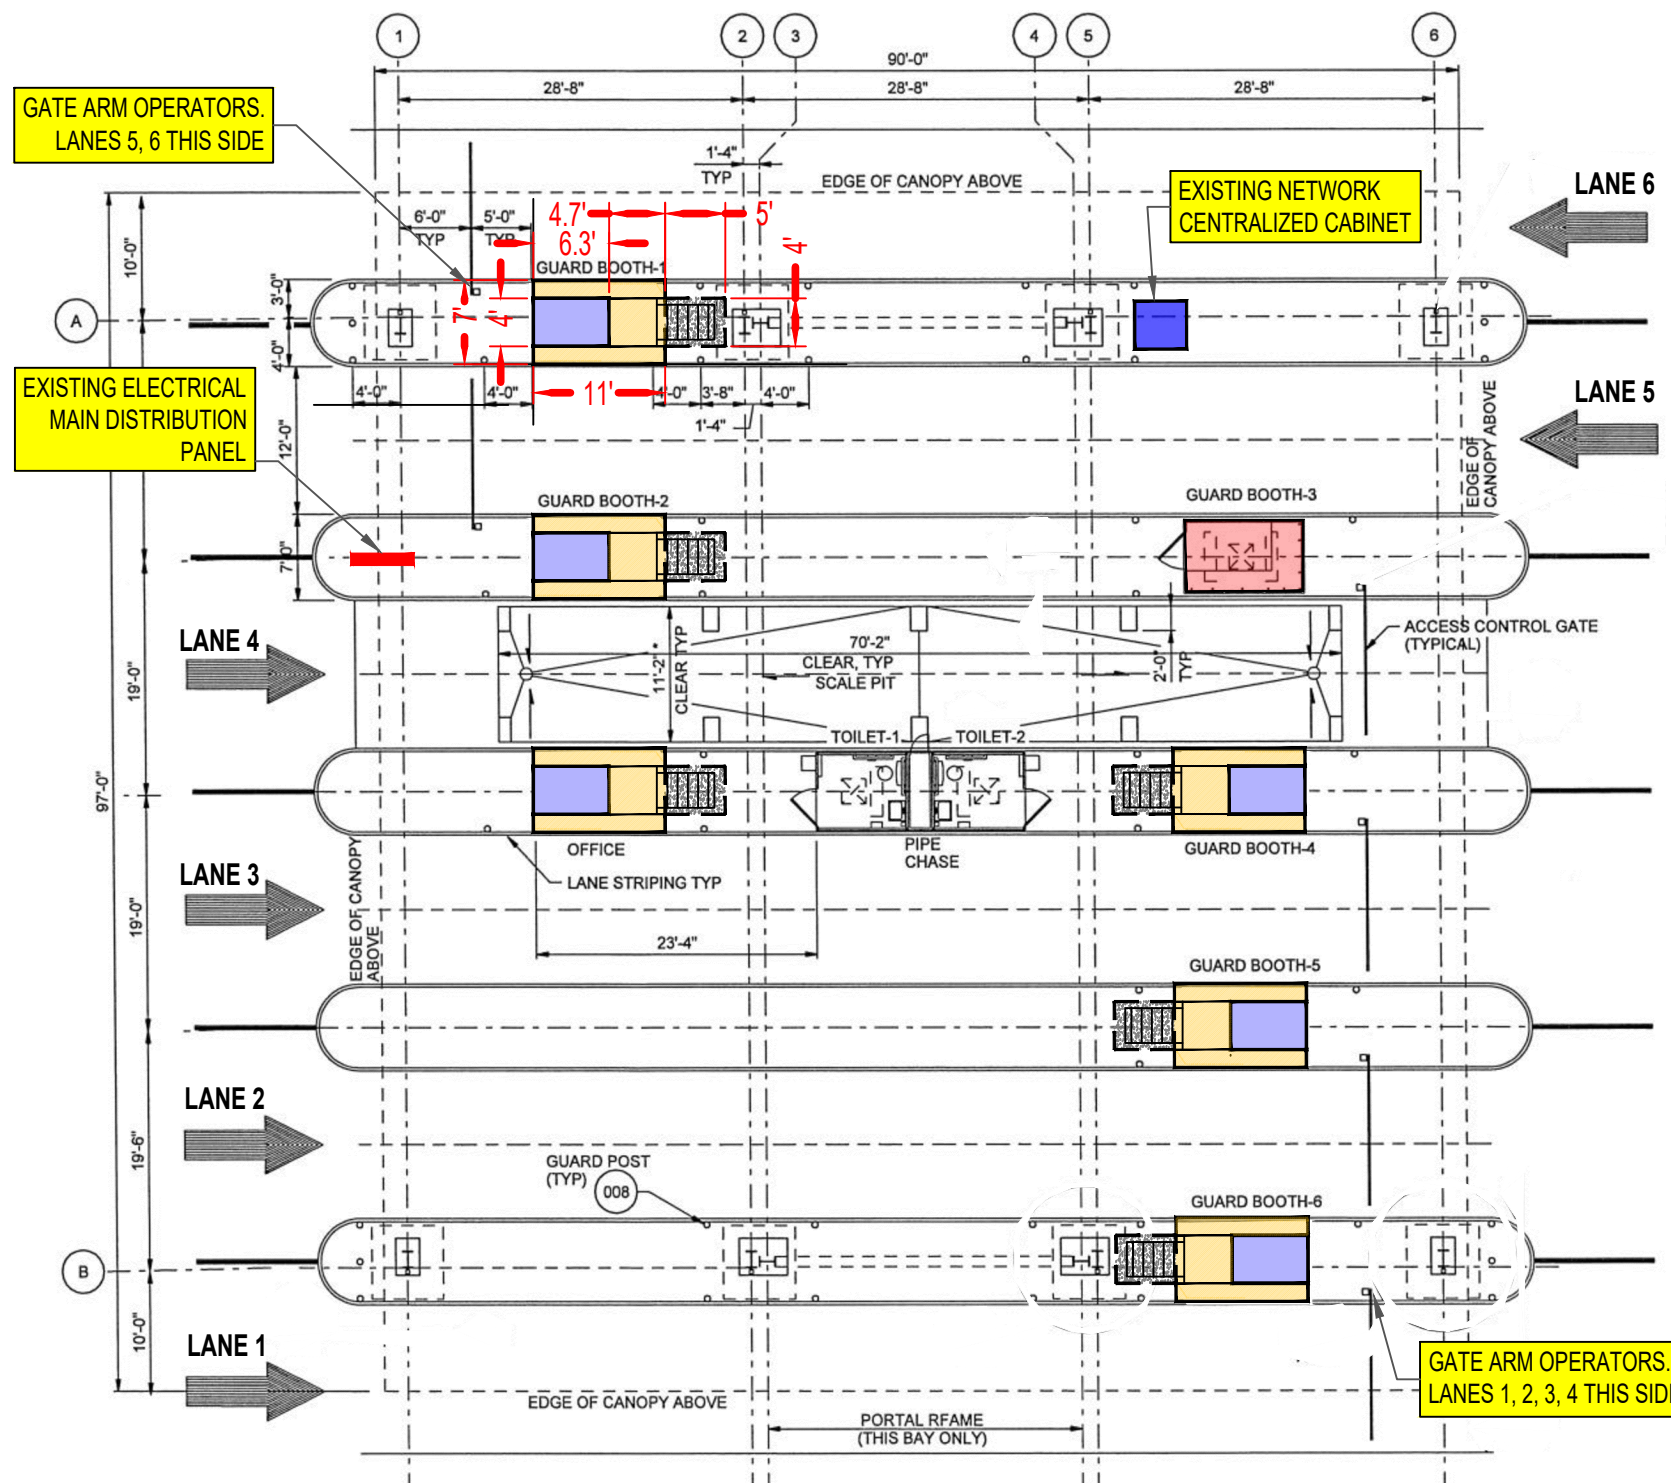 1
2
3
4
5
6
90'-0"
28'-8"
28'-8"
28'-8"
GATE ARM OPERATORS.
LANES 5, 6 THIS SIDE
1'-4"
TYP
EDGE OF CANOPY ABOVE
EXISTING NETWORK
CENTRALIZED CABINET
LANE 6
6'-0"
TYP
5'-0"
TYP
4.7'
5'
6.3'
4'
10'-0"
GUARD BOOTH-1
3'-0"
7'
4'
A
4'-0"
EXISTING ELECTRICAL
MAIN DISTRIBUTION
PANEL
4'-0"
4'-0"
11'
4'-0"
3'-8"
4'-0"
1'-4"
LANE 5
EDGE OF
CANOPY ABOVE
12'-0"
GUARD BOOTH-2
GUARD BOOTH-3
7'-0"
LANE 4
11'-2" *
CLEAR TYP
70'-2"
CLEAR, TYP
SCALE PIT
2'-0"
TYP
ACCESS CONTROL GATE
(TYPICAL)
19'-0"
TOILET-1
TOILET-2
97'-0"
OFFICE
PIPE
CHASE
GUARD BOOTH-4
LANE 3
LANE STRIPING TYP
EDGE OF CANOPY
ABOVE
19'-0"
23'-4"
GUARD BOOTH-5
LANE 2
19'-6"
GUARD POST
(TYP)
008
GUARD BOOTH-6
B
10'-0"
LANE 1
GATE ARM OPERATORS.
LANES 1, 2, 3, 4 THIS SID
EDGE OF CANOPY ABOVE
PORTAL RFAME
(THIS BAY ONLY)